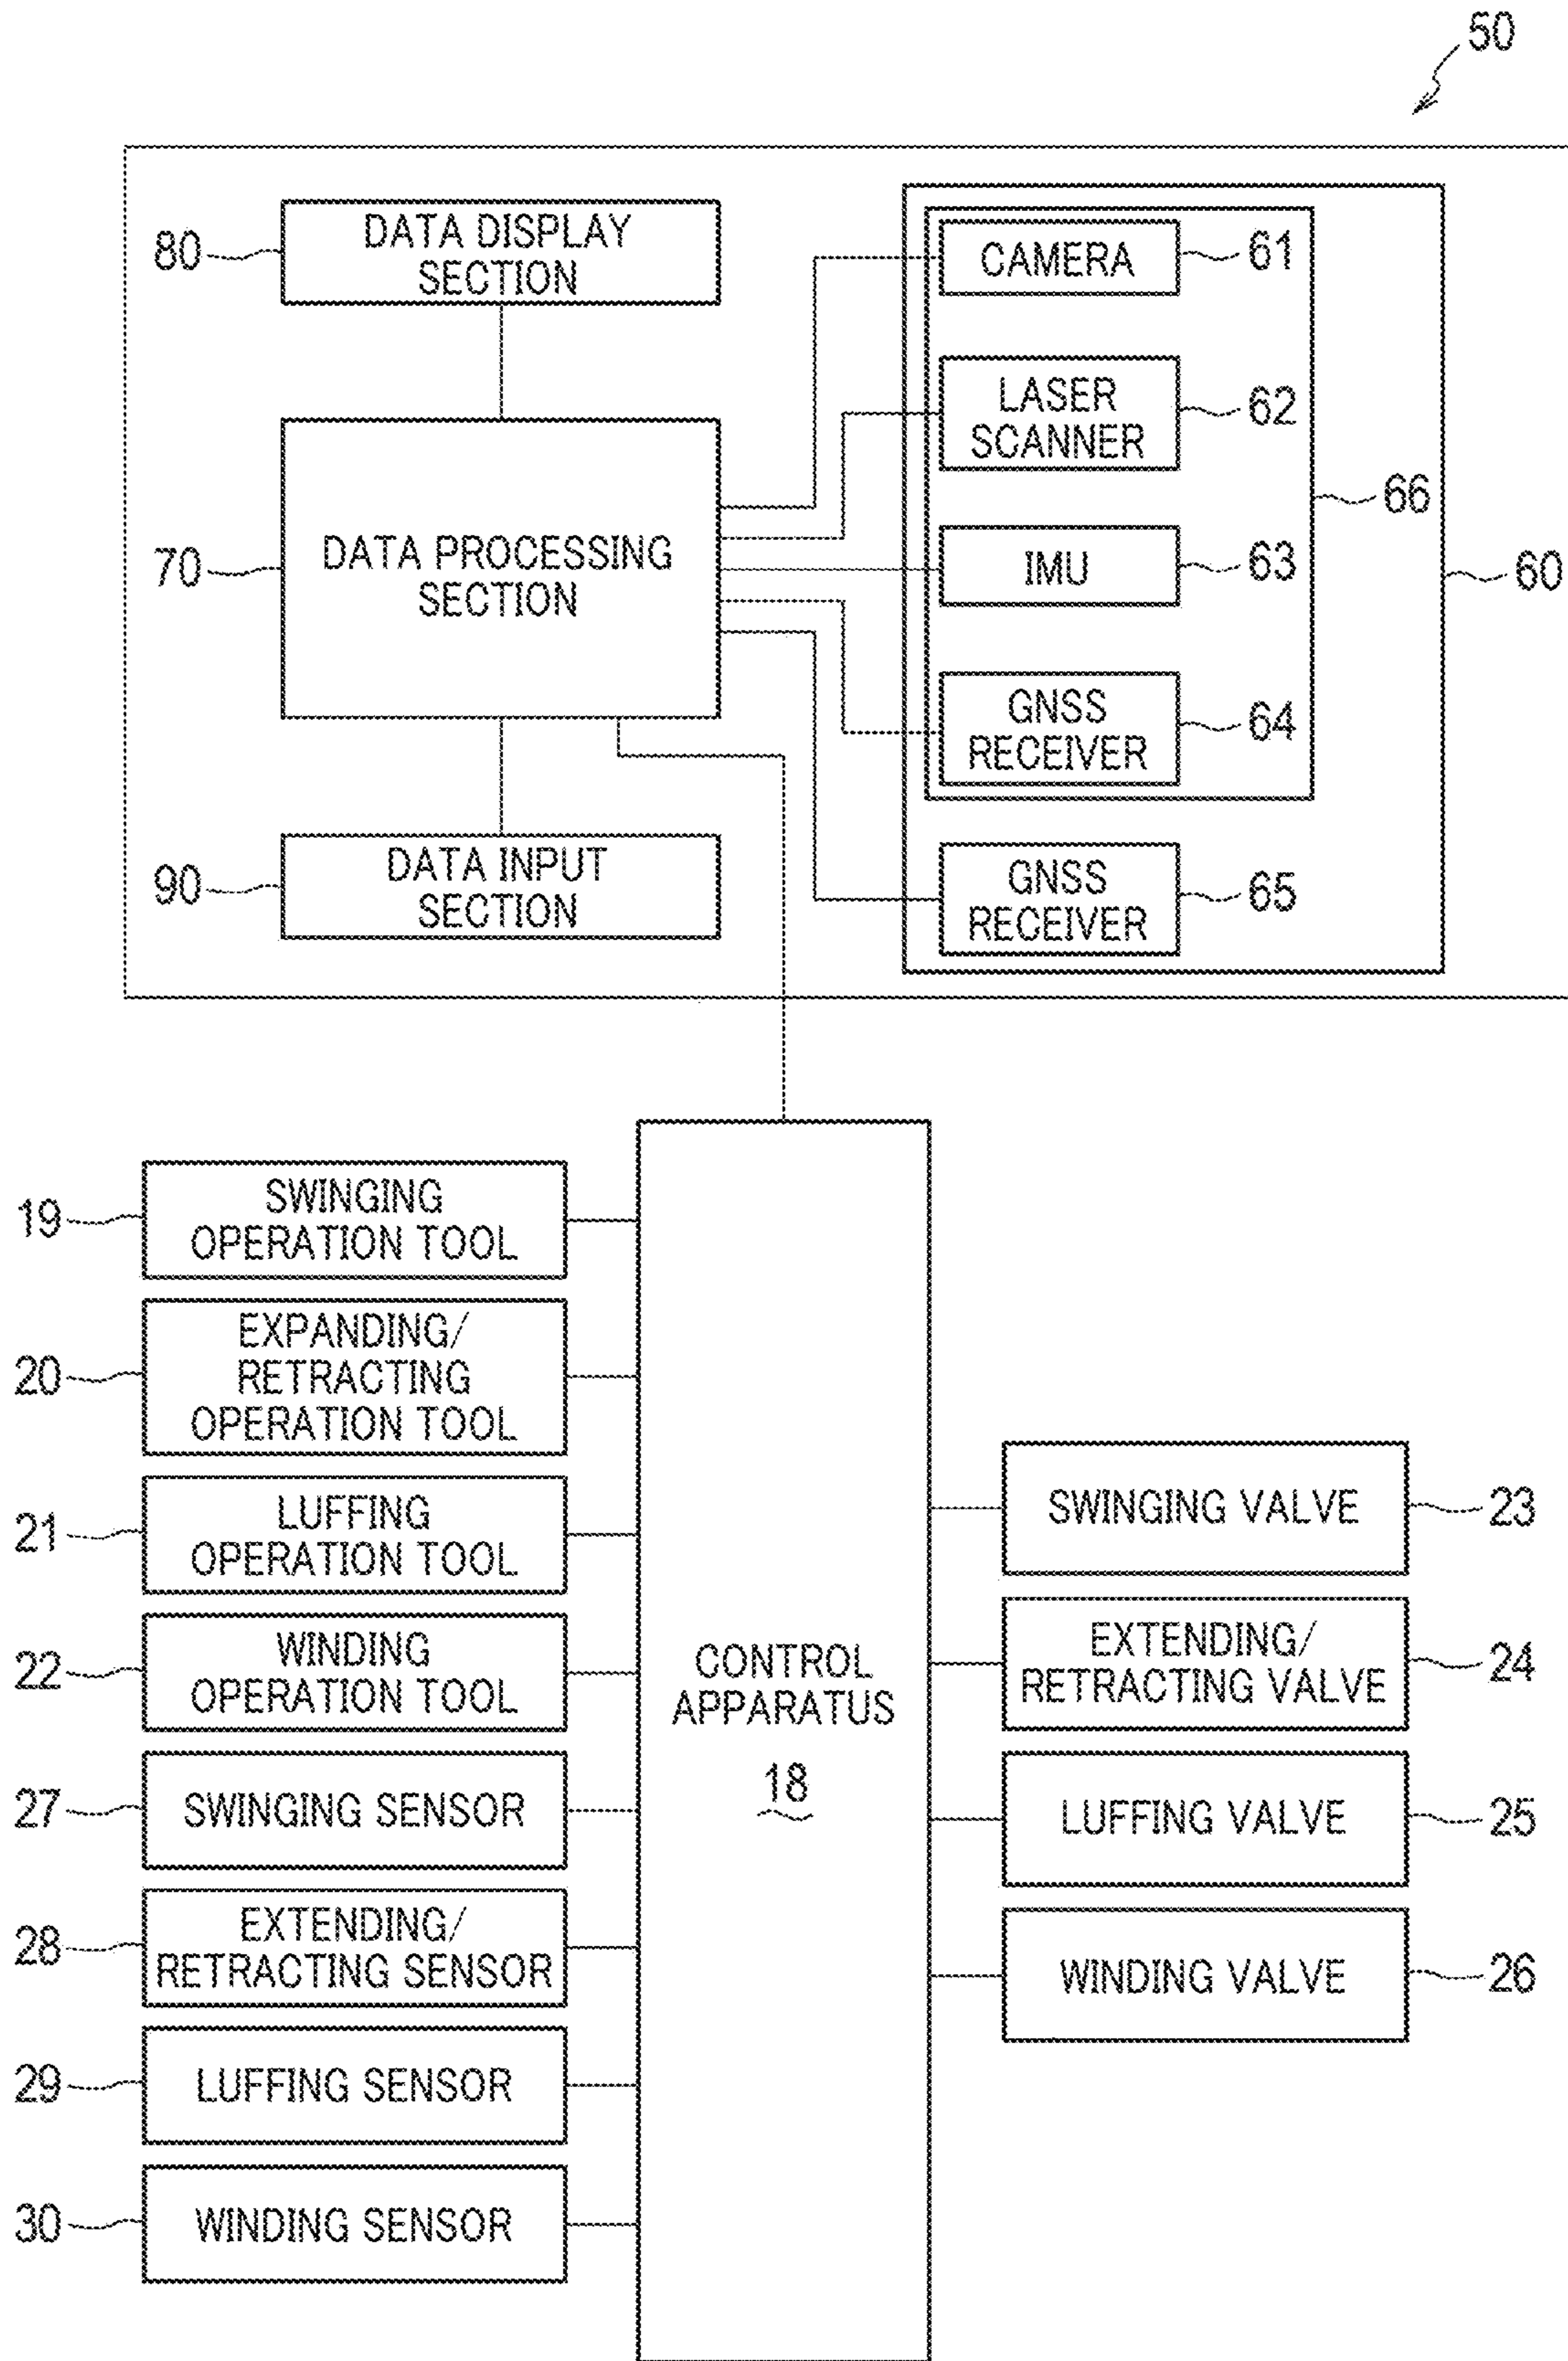 50
80
DATA DISPLAY
SECTION
CAMERA
61
LASER
SCANNER
62
66
70
DATA PROCESSING
SECTION
IMU
63
60
GNSS
RECEIVER
64
90
DATA INPUT
SECTION
GNSS
RECEIVER
65
19
SWINGING
OPERATION TOOL
20
EXPANDING/
RETRACTING
OPERATION TOOL
21
LUFFING
OPERATION TOOL
22
WINDING
OPERATION TOOL
27
SWINGING SENSOR
28
EXTENDING/
RETRACTING SENSOR
29
LUFFING SENSOR
30
WINDING SENSOR
CONTROL
APPARATUS
18
SWINGING VALVE
23
EXTENDING/
RETRACTING VALVE
24
LUFFING VALVE
25
WINDING VALVE
26